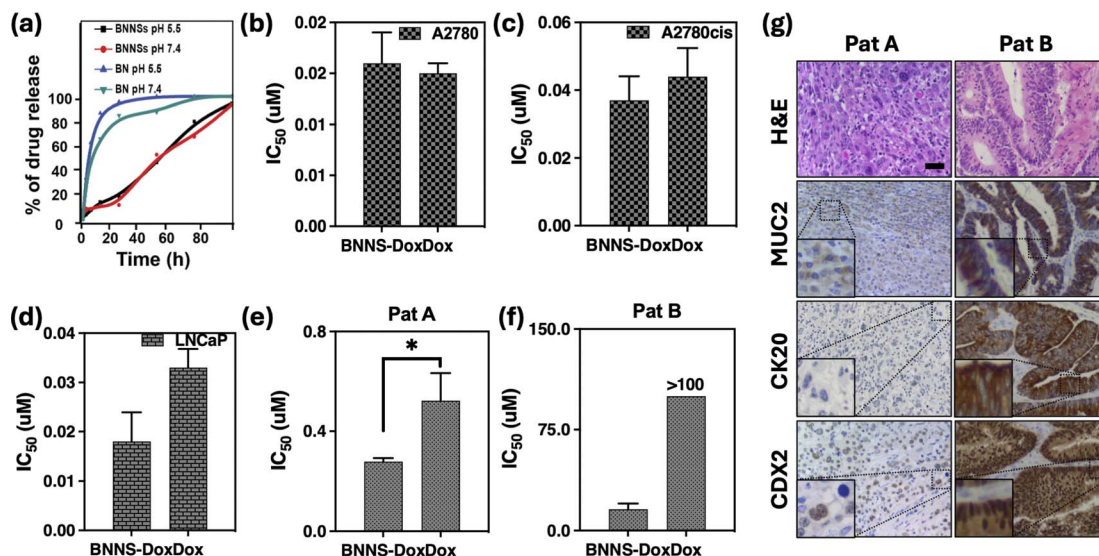 (a)
BNNSs pH 5.5
BNNSs pH 7.4
BN pH 5.5
BN pH 7.4
% of drug release
100
80
60
40
20
0
0 20 40 60 80
Time (h)
(b)
A2780
IC50 (uM)
0.02
0.02
0.01
0.01
0.00
BNNS-DoxDox
(c)
A2780cis
IC50 (uM)
0.06
0.04
0.02
0.00
BNNS-DoxDox
(d)
LNCaP
IC50 (uM)
0.04
0.03
0.02
0.01
0.00
BNNS-DoxDox
(e)
Pat A
*
IC50 (uM)
0.8
0.4
0.0
BNNS-DoxDox
(f)
Pat B
>100
IC50 (uM)
150.0
75.0
0.0
BNNS-DoxDox
(g)
Pat A Pat B
H&E
MUC2
CK20
CDX2